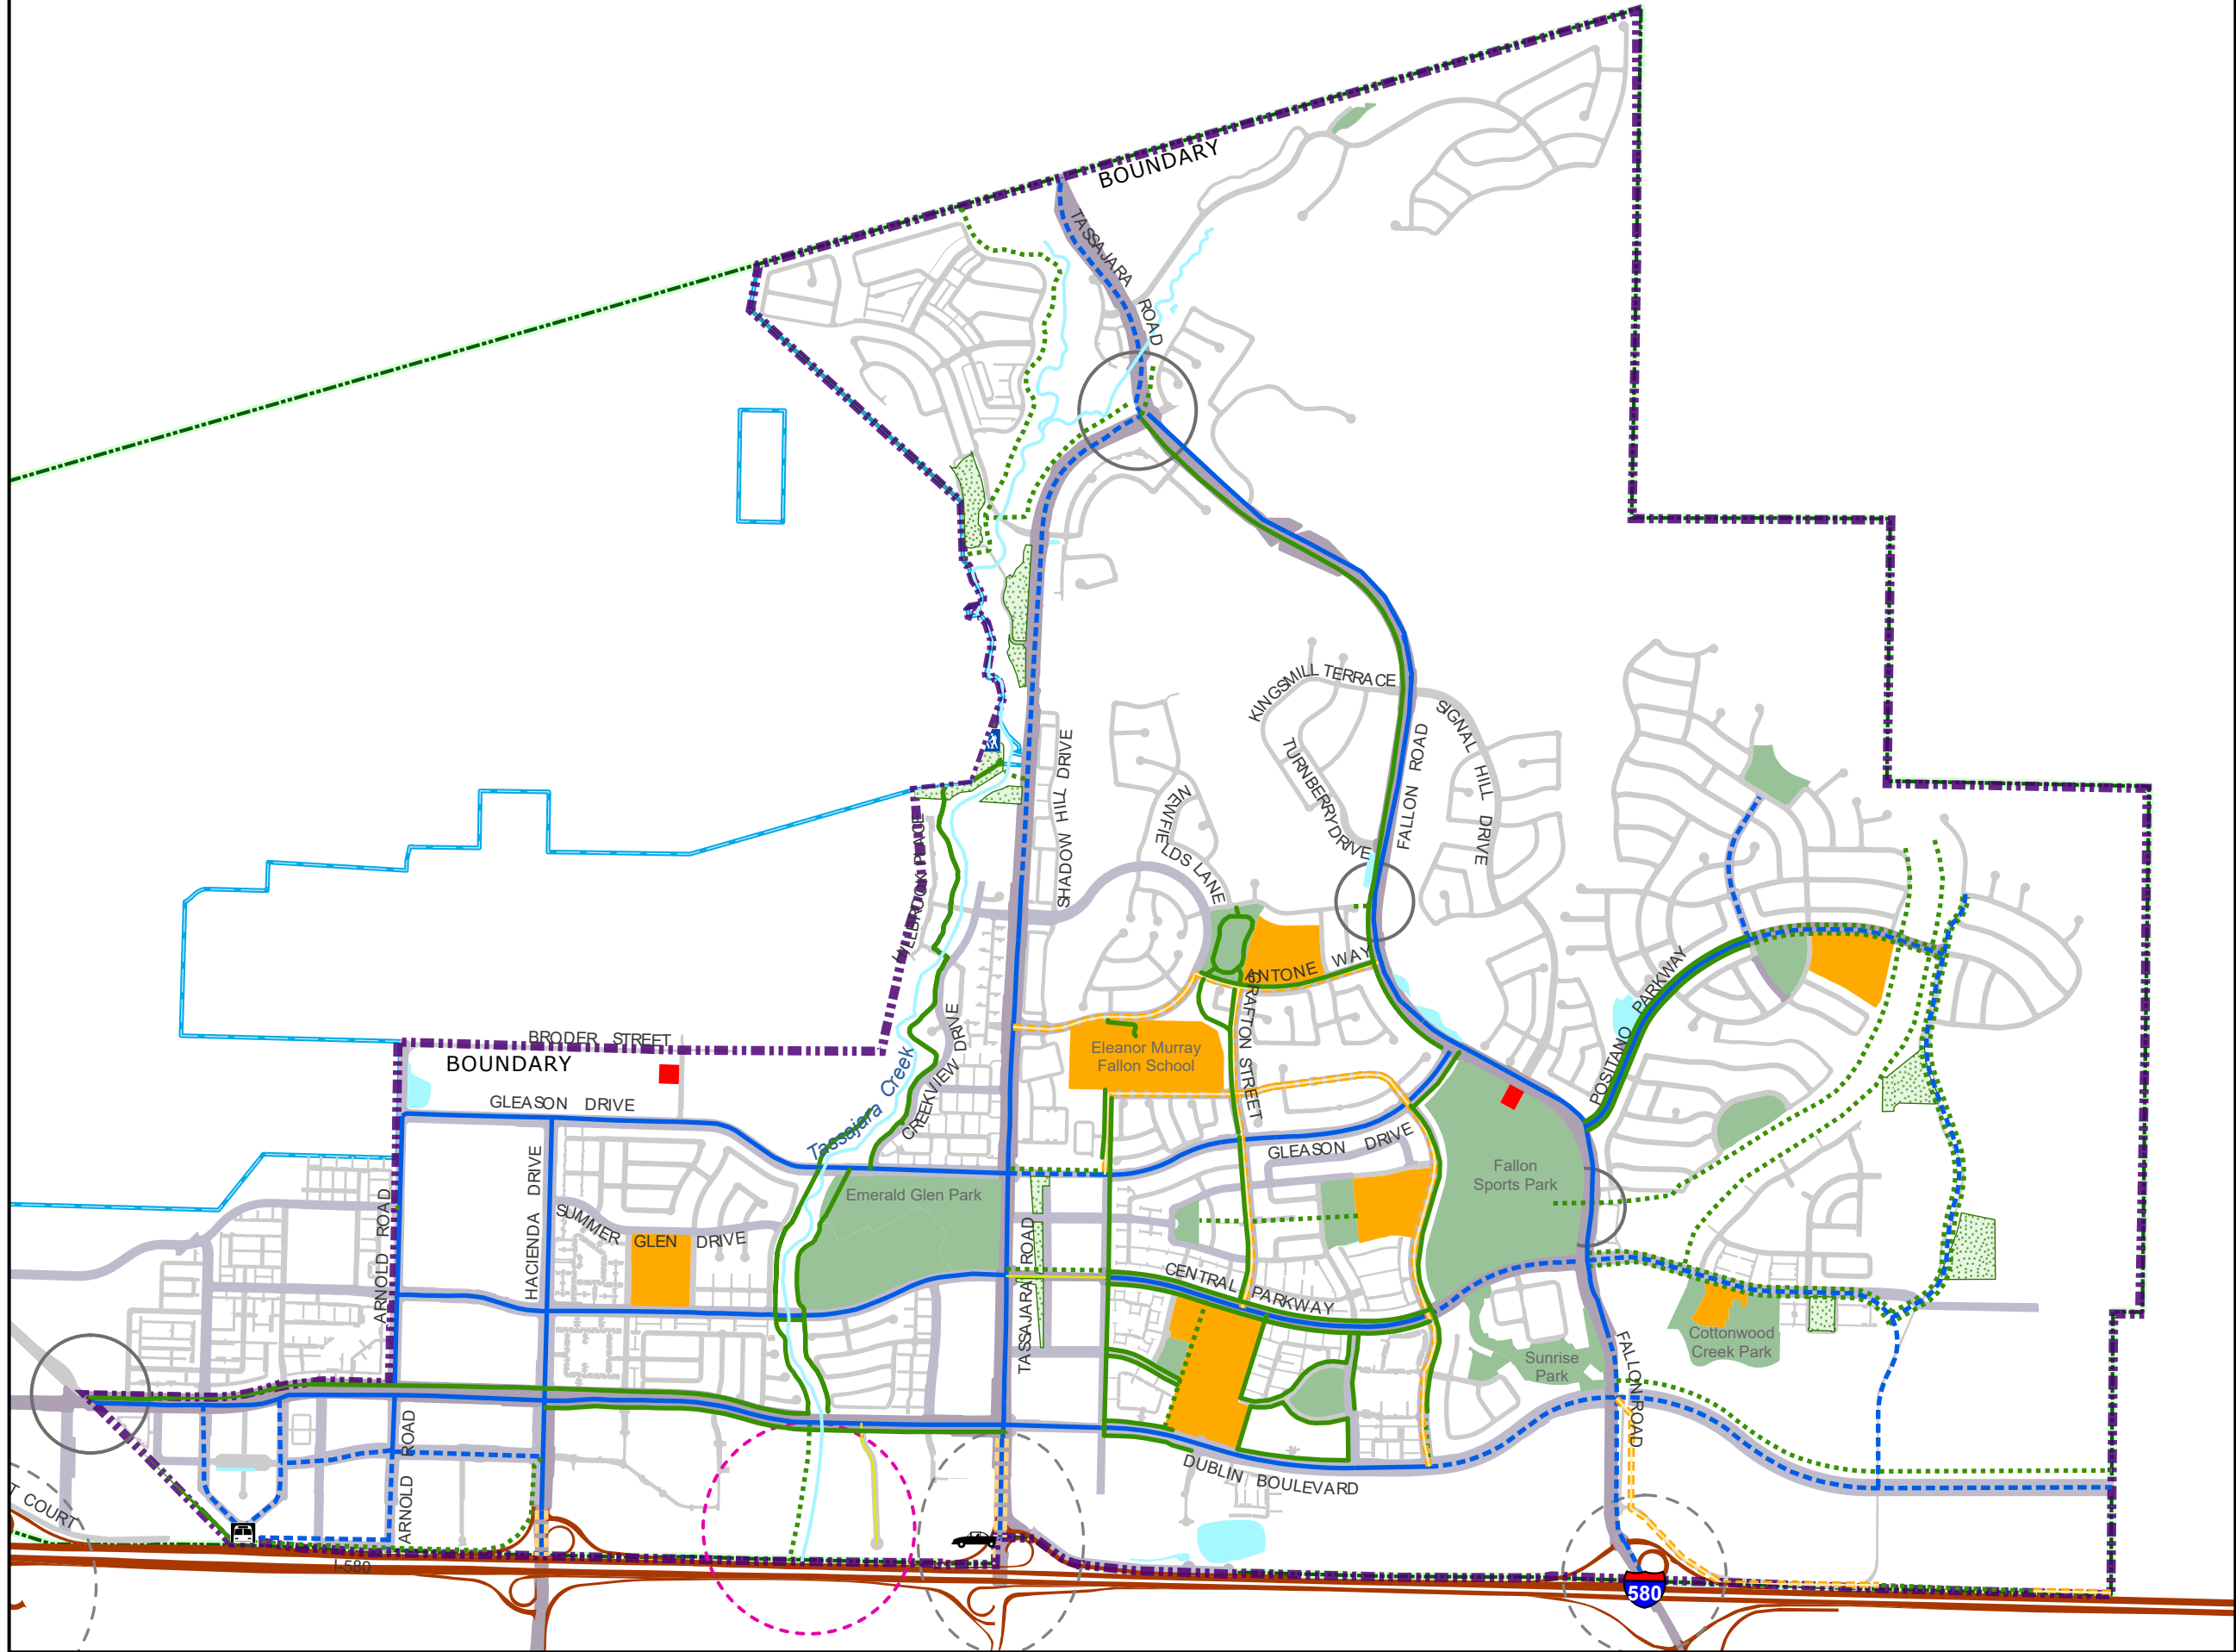 BOUNDARY
TASSAJARA ROAD
KINGSMILL TERRACE
SIGNAL HILL DRIVE
FALLON ROAD
TURNBERRY DRIVE
SHADOW HILL DRIVE
NEWFIE
LDS LANE
ANTONE WAY
GRAFTON STREET
POSITANO PARKWAY
BRODER STREET
BOUNDARY
GLEASON DRIVE
Tassajara Creek
CREEKVIEW DRIVE
Eleanor Murray
Fallon School
GLEASON DRIVE
Fallon
Sports Park
Emerald Glen Park
HACIENDA DRIVE
ARNOLD ROAD
SUMMER GLEN DRIVE
TASSAJARA ROAD
CENTRAL PARKWAY
Cottonwood
Creek Park
Sunrise
Park
FALLON ROAD
ARNOLD ROAD
DUBLIN BOULEVARD
T COURT
I-580
580